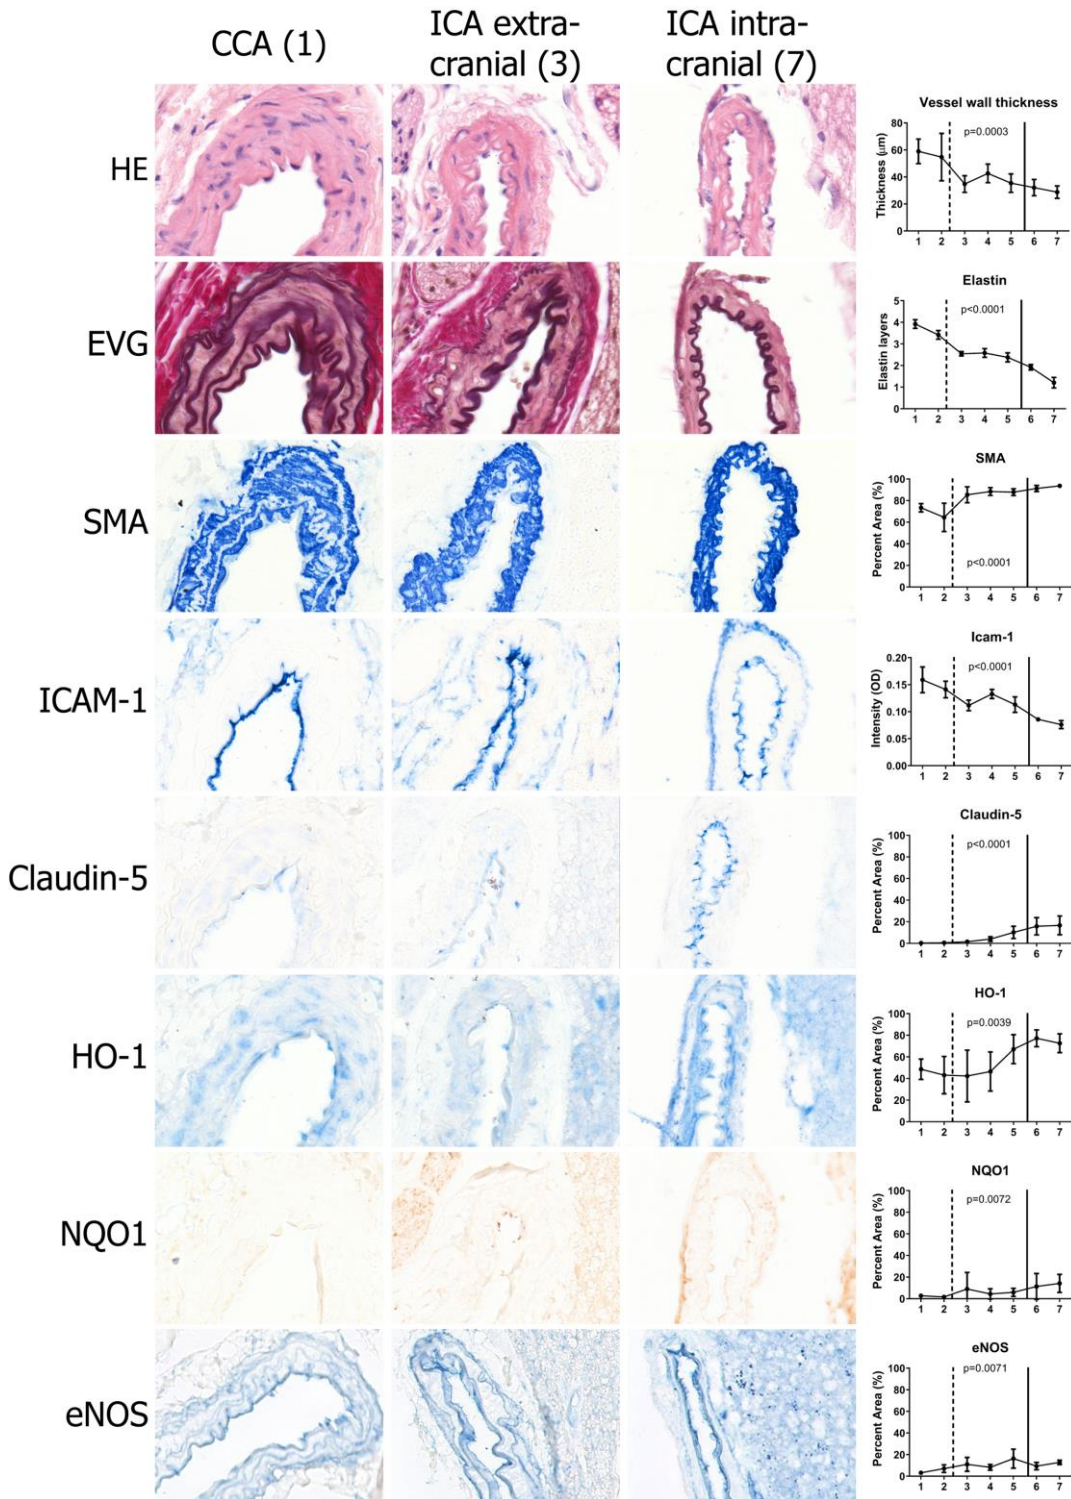 CCA (1)
ICA extra-
cranial (3)
ICA intra-
cranial (7)
HE
Vessel wall thickness
p=0.0003
Thickness (μm)
80
60
40
20
0
1 2 3 4 5 6 7
EVG
Elastin
p<0.0001
Elastin layers
5
4
3
2
1
0
1 2 3 4 5 6 7
SMA
SMA
p<0.0001
Percent Area (%)
100
80
60
40
20
0
1 2 3 4 5 6 7
ICAM-1
Icam-1
p<0.0001
Intensity (OD)
0.20
0.15
0.10
0.05
0.00
1 2 3 4 5 6 7
Claudin-5
Claudin-5
p<0.0001
Percent Area (%)
100
80
60
40
20
0
1 2 3 4 5 6 7
HO-1
HO-1
p=0.0039
Percent Area (%)
100
80
60
40
20
0
1 2 3 4 5 6 7
NQO1
NQO1
p=0.0072
Percent Area (%)
100
80
60
40
20
0
1 2 3 4 5 6 7
eNOS
eNOS
p=0.0071
Percent Area (%)
100
80
60
40
20
0
1 2 3 4 5 6 7